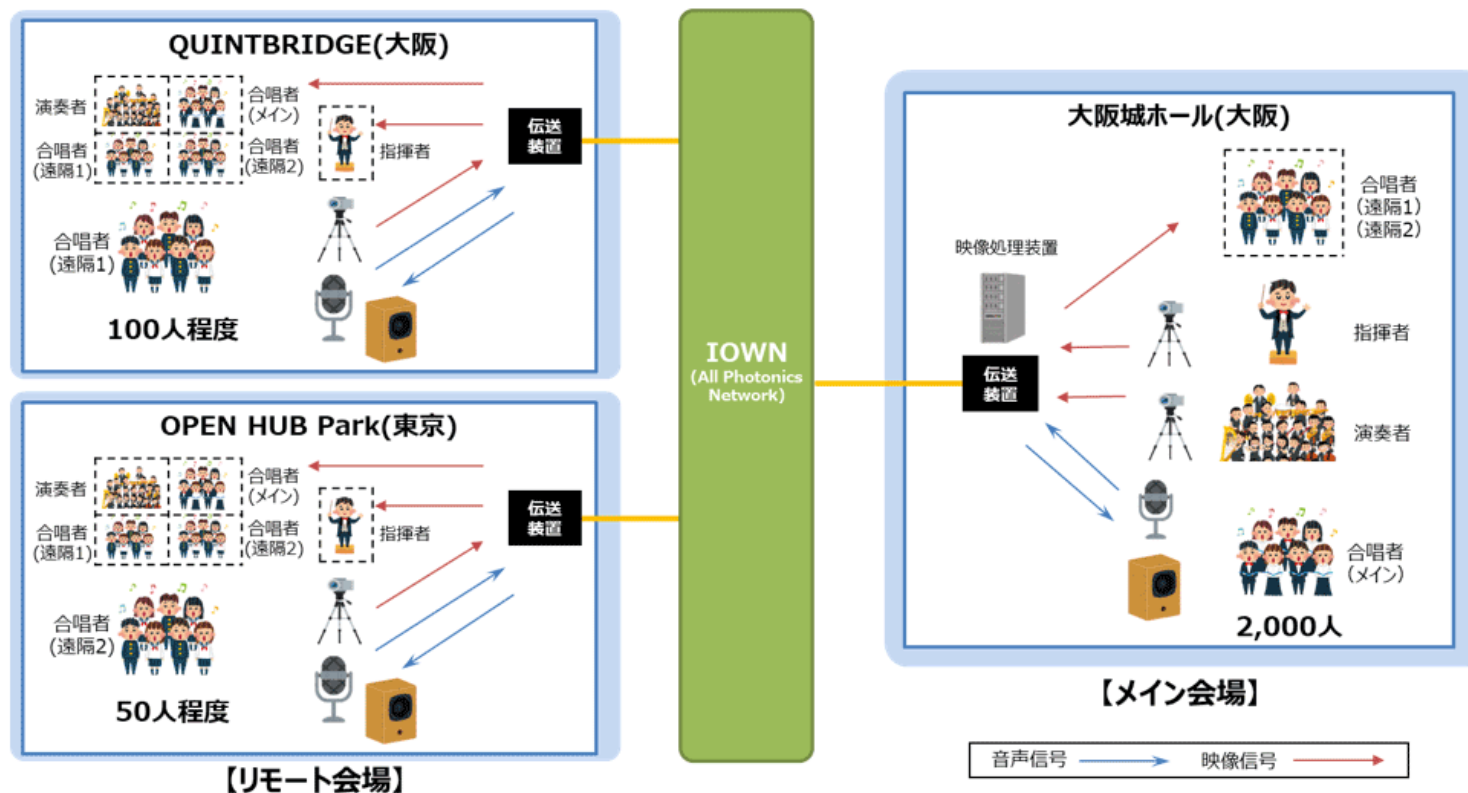 QUINTBRIDGE(大阪)
演奏者
合唱者
(メイン)
合唱者
(遠隔1)
合唱者
(遠隔2)
指揮者
伝送
装置
合唱者
(遠隔1)
100人程度
OPEN HUB Park(東京)
演奏者
合唱者
(メイン)
合唱者
(遠隔1)
合唱者
(遠隔2)
指揮者
伝送
装置
合唱者
(遠隔2)
50人程度
【リモート会場】
IOWN
(All Photonics
Network)
大阪城ホール(大阪)
合唱者
(遠隔1)
(遠隔2)
映像処理装置
指揮者
伝送
装置
演奏者
合唱者
(メイン)
2,000人
【メイン会場】
音声信号
映像信号